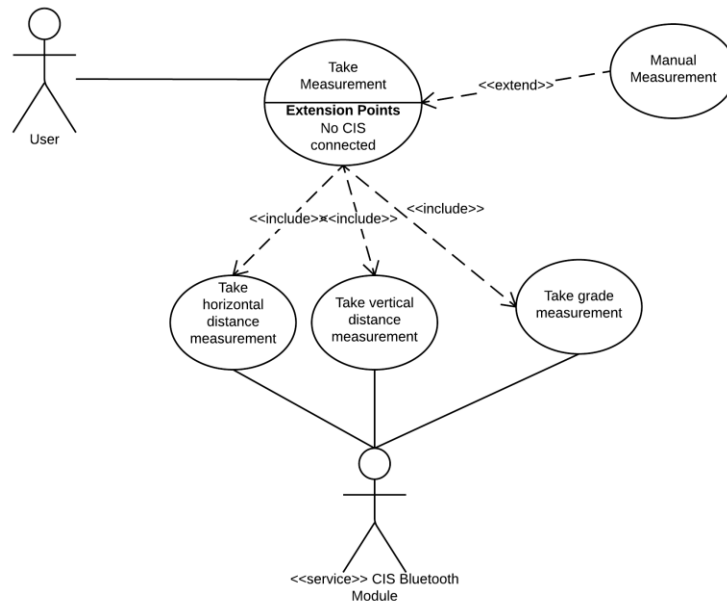 Take
Measurement
Extension Points
No CIS
connected
Manual
Measurement
<<extend>>
User
<<include>>
<<include>>
<<include>>
Take
horizontal
distance
measurement
Take vertical
distance
measurement
Take grade
measurement
<<service>> CIS Bluetooth
Module